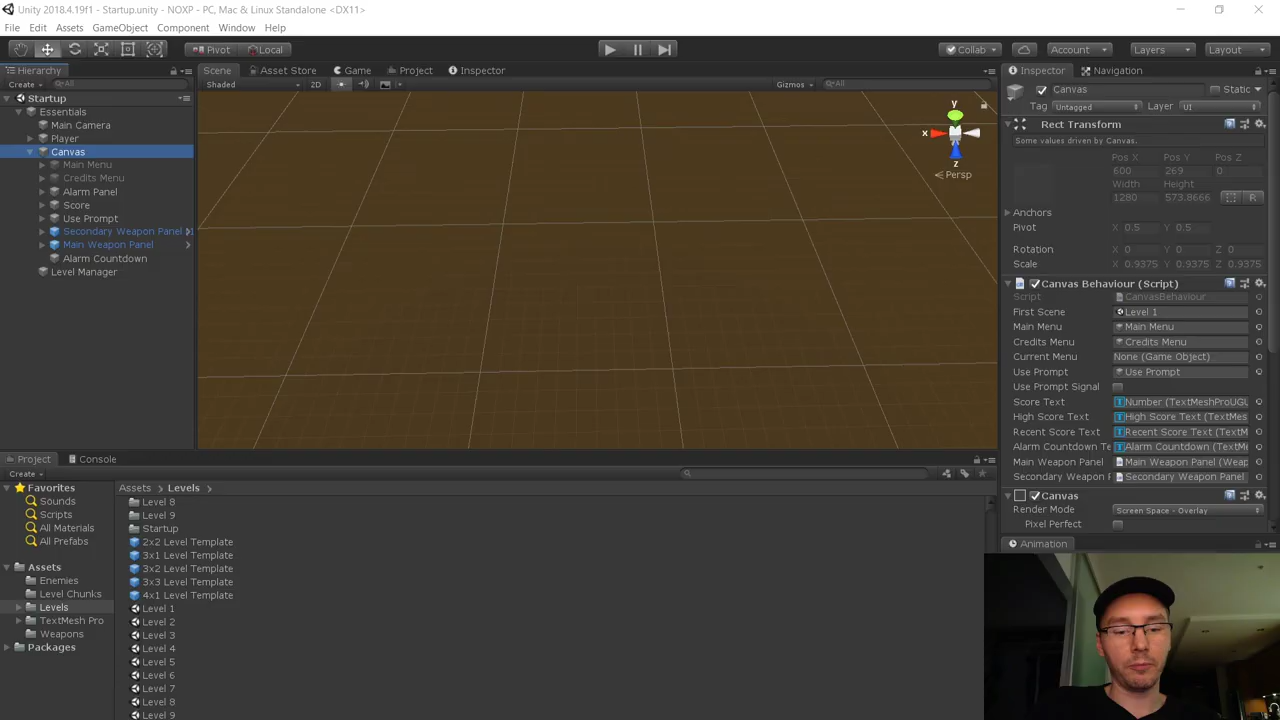 Unity 2018.4.19f1 - Startup.unity - NOXP - PC, Mac & Linux Standalone <DX11>
File Edit Assets GameObject Component Window Help
Pivot Local Collab Account Layers Layout
Hierarchy
Create All
Startup
Essentials
Main Camera
Player
Canvas
Main Menu
Credits Menu
Alarm Panel
Score
Use Prompt
Secondary Weapon Panel
Main Weapon Panel
Alarm Countdown
Level Manager
Scene Asset Store Game Project Inspector
Shaded 2D Gizmos All
y
x
z
Persp
Inspector Navigation
Canvas Static
Tag Untagged Layer UI
Rect Transform
Some values driven by Canvas.
Pos X Pos Y Pos Z
600 269 0
Width Height
1280 573.8666
R
Anchors
Pivot X 0.5 Y 0.5
Rotation X 0 Y 0 Z 0
Scale X 0.9375 Y 0.9375 Z 0.9375
Canvas Behaviour (Script)
Script CanvasBehaviour
First Scene Level 1
Main Menu Main Menu
Credits Menu Credits Menu
Current Menu None (Game Object)
Use Prompt Use Prompt
Use Prompt Signal
Score Text Number (TextMeshProUGU
High Score Text High Score Text (TextMes
Recent Score Text Recent Score Text (TextM
Alarm Countdown Te Alarm Countdown (TextMe
Main Weapon Panel Main Weapon Panel (Weap
Secondary Weapon P Secondary Weapon Panel
Canvas
Render Mode Screen Space - Overlay
Pixel Perfect
Animation
Project Console
Create
Favorites
Sounds
Scripts
All Materials
All Prefabs
Assets
Enemies
Level Chunks
Levels
TextMesh Pro
Weapons
Packages
Assets Levels
Level 8
Level 9
Startup
2x2 Level Template
3x1 Level Template
3x2 Level Template
3x3 Level Template
4x1 Level Template
Level 1
Level 2
Level 3
Level 4
Level 5
Level 6
Level 7
Level 8
Level 9